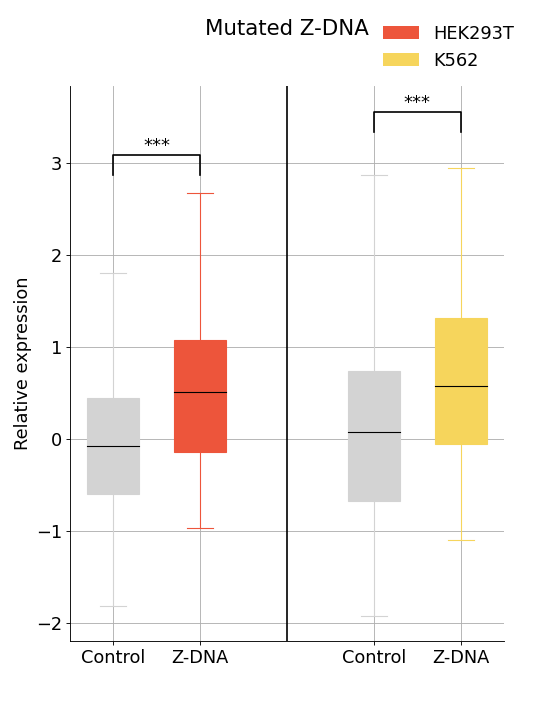 Mutated Z-DNA
HEK293T
K562
***
***
3
2
1
0
−1
−2
Relative expression
Control
Z-DNA
Control
Z-DNA